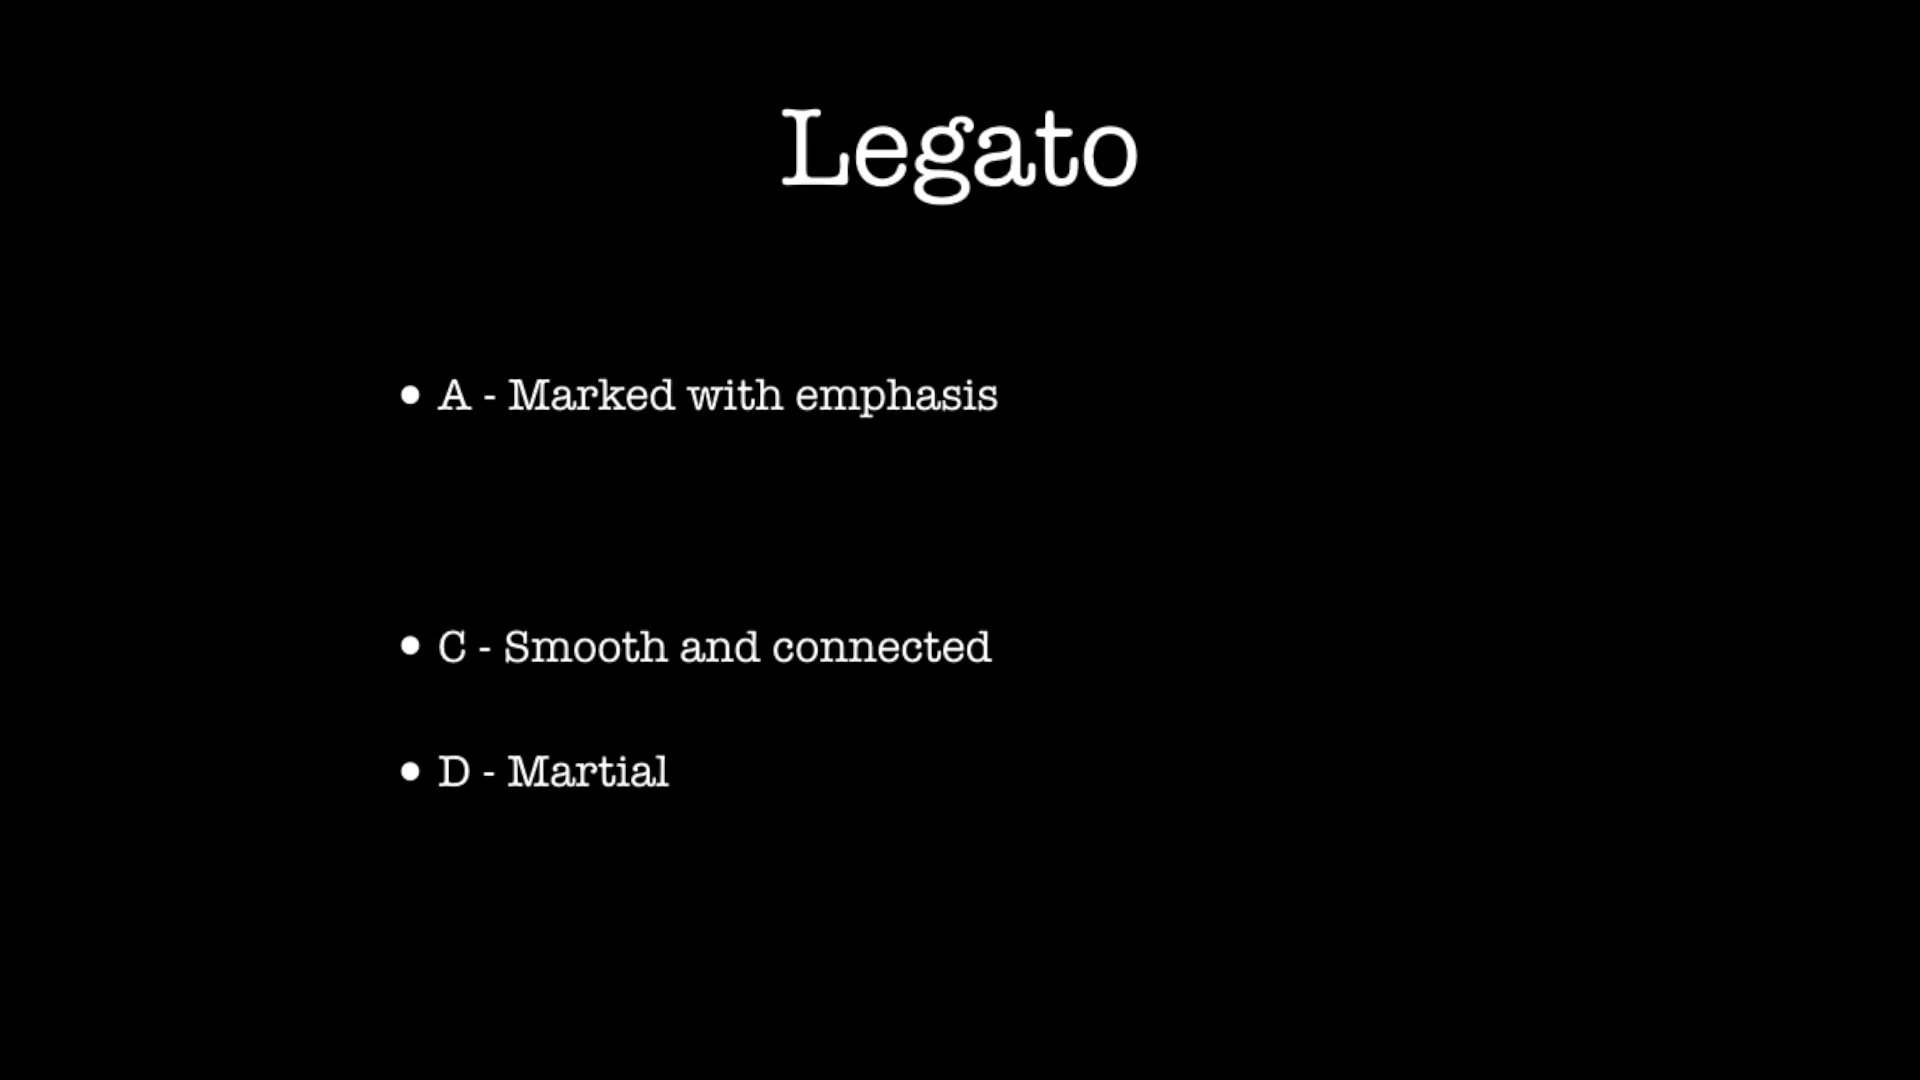 Legato
• A - Marked with emphasis
• C - Smooth and connected
• D - Martial